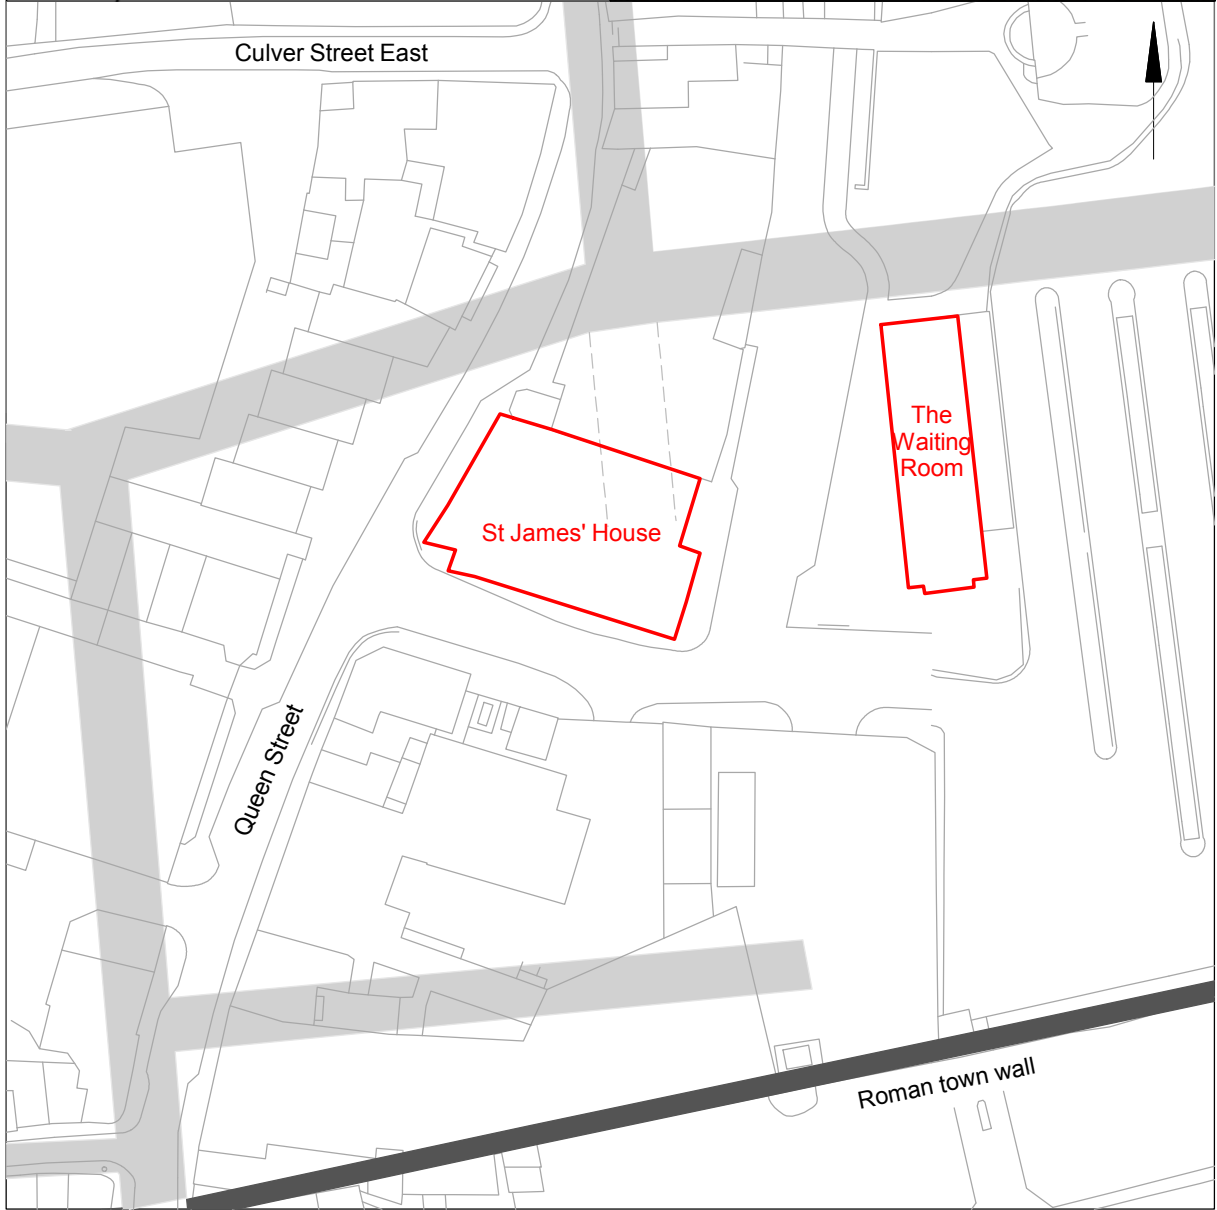 Culver Street East
The
Waiting
Room
St James' House
Queen Street
Roman town wall